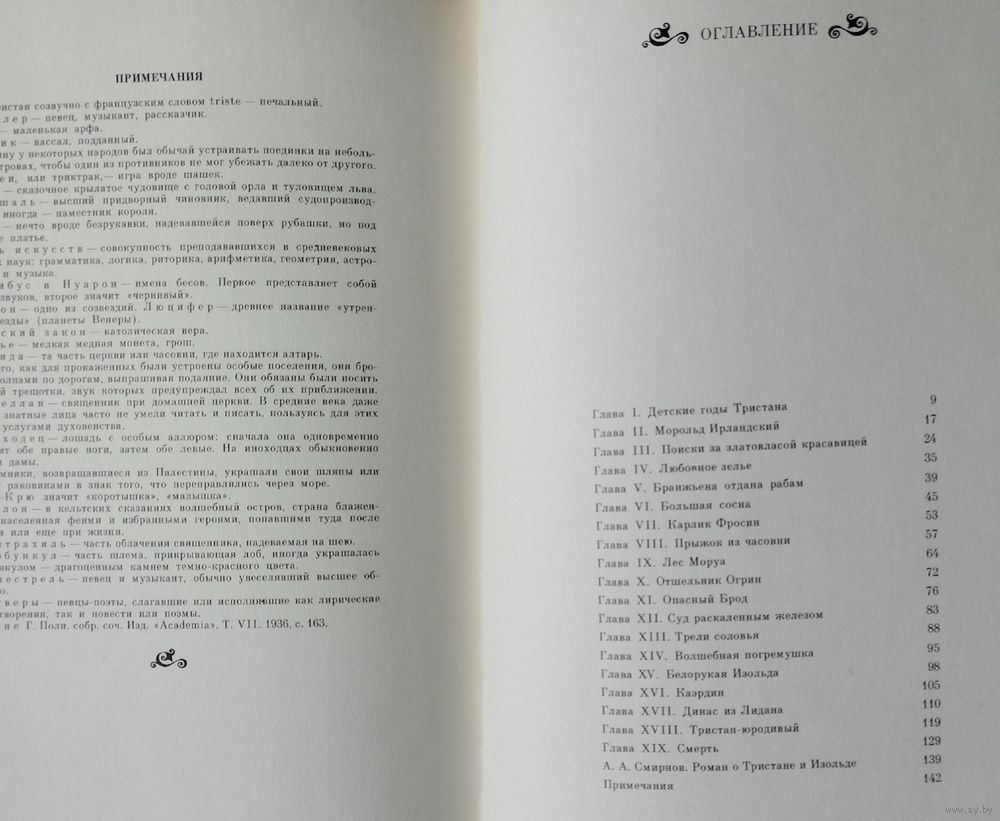 ПРИМЕЧАНИЯ
истан созвучно с французским словом triste — печальный.
лер — певец, музыкант, рассказчик.
— маленькая арфа.
ик — вассал, подданный.
ину у некоторых народов был обычай устраивать поединки на неболь-
тровах, чтобы один из противников не мог убежать далеко от другого.
еи, или триктрак,— игра вроде шашек.
— сказочное крылатое чудовище с головой орла и туловищем льва.
шаль — высший придворный чиновник, ведавший судопроизвод-
иногда — наместник короля.
— нечто вроде безрукавки, надевавшейся поверх рубашки, но под
е платье.
ь искусств — совокупность преподававшихся в средневековых
х наук: грамматика, логика, риторика, арифметика, геометрия, астро-
и музыка.
мбус и Нуарон — имена бесов. Первое представляет собой
звуков, второе значит «чернявый».
он — одно из созвездий. Люцифер — древнее название «утрен-
езды» (планеты Венеры).
ский закон — католическая вера.
ье — мелкая медная монета, грош.
ида — та часть церкви или часовни, где находится алтарь.
го, как для прокаженных были устроены особые поселения, они бро-
олпами по дорогам, выпрашивая подаяние. Они обязаны были носить
й трещотки, звук которых предупреждал всех об их приближении.
еллан — священник при домашней церкви. В средние века даже
знатные лица часто не умели читать и писать, пользуясь для этих
услугами духовенства.
ходец — лошадь с особым аллюром: сначала она одновременно
ит обе правые ноги, затем обе левые. На иноходцах обыкновенно
и дамы.
мники, возвращавшиеся из Палестины, украшали свои шляпы или
раковинами в знак того, что переправлялись через море.
-Крю значит «коротышка», «малышка».
лон — в кельтских сказаниях волшебный остров, страна блажен-
населенная феями и избранными героями, попавшими туда после
и или еще при жизни.
итрахиль — часть облачения священника, надеваемая на шею.
рбункул — часть шлема, прикрывающая лоб, иногда украшалась
нкулом — драгоценным камнем темно-красного цвета.
нестрель — певец и музыкант, обычно увеселявший высшее об-
о.
уверы — певцы-поэты, слагавшие или исполнявшие как лирические
творения, так и повести или поэмы.
не Г. Полн. собр. соч. Изд. «Academia». Т. VII. 1936, с. 163.
ОГЛАВЛЕНИЕ
Глава I. Детские годы Тристана 9
Глава II. Морольд Ирландский 17
Глава III. Поиски за златовласой красавицей 24
Глава IV. Любовное зелье 35
Глава V. Бранжьена отдана рабам 39
Глава VI. Большая сосна 45
Глава VII. Карлик Фросин 53
Глава VIII. Прыжок из часовни 57
Глава IX. Лес Моруа 64
Глава X. Отшельник Огрин 72
Глава XI. Опасный Брод 76
Глава XII. Суд раскаленным железом 83
Глава XIII. Трели соловья 88
Глава XIV. Волшебная погремушка 95
Глава XV. Белорукая Изольда 98
Глава XVI. Каэрдин 105
Глава XVII. Динас из Лидана 110
Глава XVIII. Тристан-юродивый 119
Глава XIX. Смерть 129
А. А. Смирнов. Роман о Тристане и Изольде 139
Примечания 142
www.ay.by